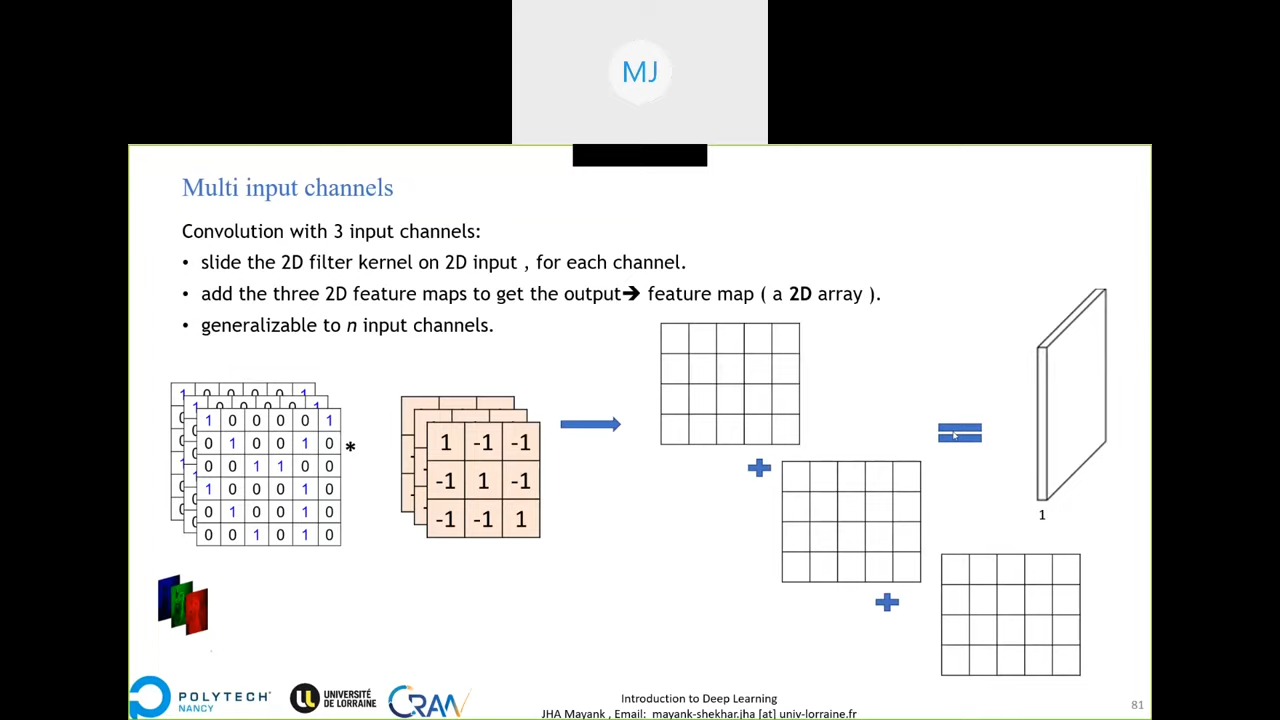 MJ
Multi input channels
Convolution with 3 input channels:
• slide the 2D filter kernel on 2D input , for each channel.
• add the three 2D feature maps to get the output➔ feature map ( a 2D array ).
• generalizable to n input channels.
1 0 0 0 0 1
0 1 0 0 1 0
0 0 1 1 0 0
1 0 0 0 1 0
0 1 0 0 1 0
0 0 1 0 1 0
*
1 -1 -1
-1 1 -1
-1 -1 1
1
POLYTECH
NANCY
UNIVERSITÉ
DE LORRAINE
CRAN
Introduction to Deep Learning
JHA Mayank , Email: mayank-shekhar.jha [at] univ-lorraine.fr
81